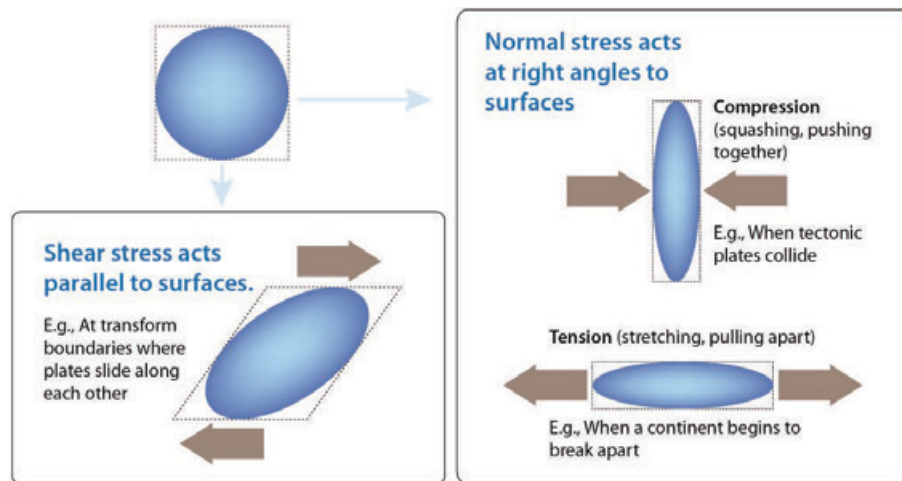 Normal stress acts
at right angles to
surfaces
Compression
(squashing, pushing
together)
E.g., When tectonic
plates collide
Tension (stretching, pulling apart)
E.g., When a continent begins to
break apart
Shear stress acts
parallel to surfaces.
E.g., At transform
boundaries where
plates slide along
each other